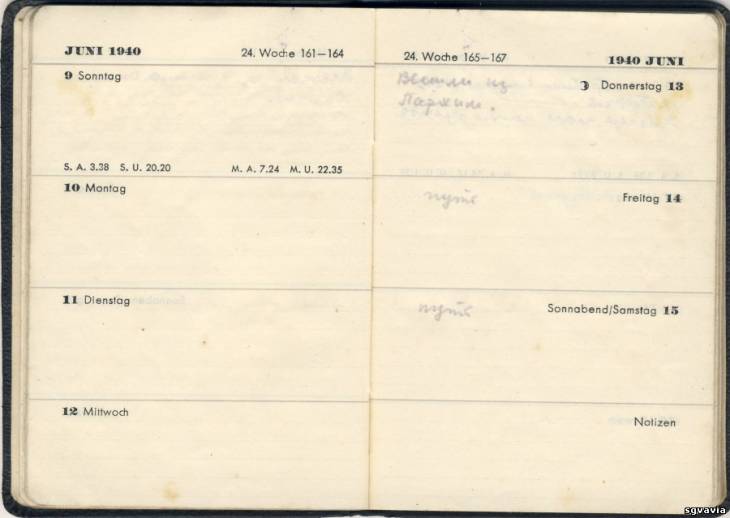 JUNI 1940
24. Woche 161—164
9 Sonntag
S. A. 3.38 S. U. 20.20 M. A. 7.24 M. U. 22.35
10 Montag
11 Dienstag
12 Mittwoch
24. Woche 165—167
1940 JUNI
☽ Donnerstag 13
из
Пархим.
Freitag 14
путь
Sonnabend/Samstag 15
путь
Notizen
sgvavia